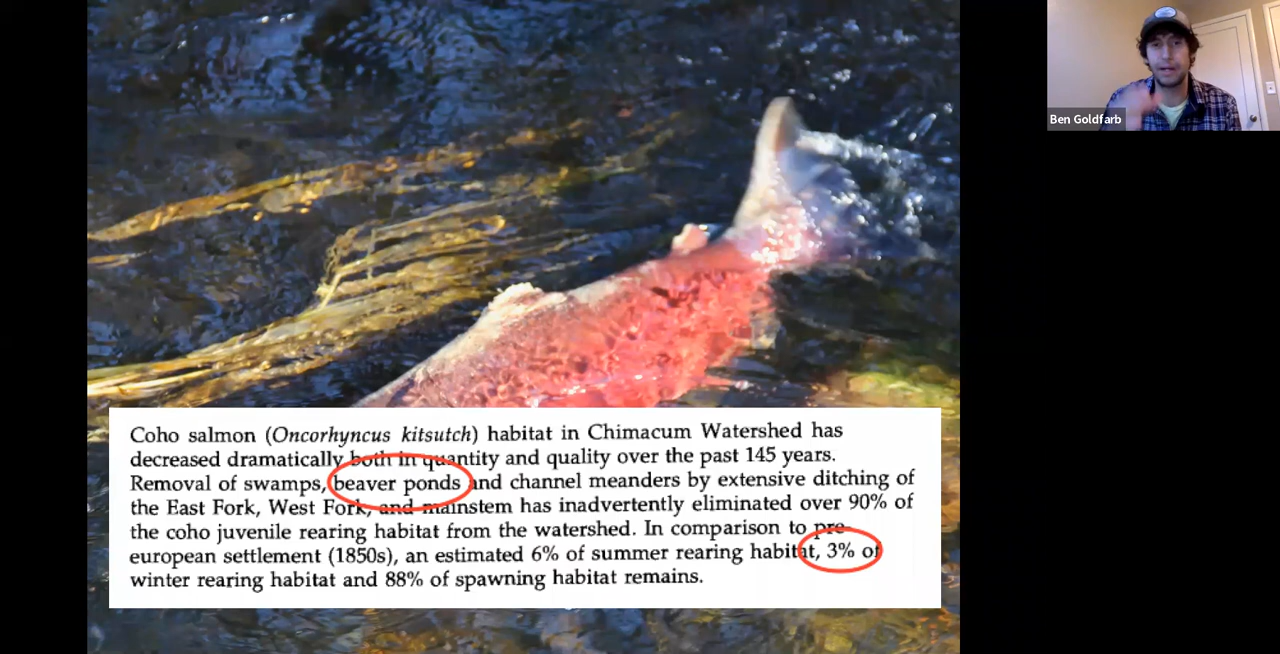 Ben Goldfarb
Coho salmon (Oncorhyncus kitsutch) habitat in Chimacum Watershed has
decreased dramatically both in quantity and quality over the past 145 years.
Removal of swamps, beaver ponds and channel meanders by extensive ditching of
the East Fork, West Fork, and mainstem has inadvertently eliminated over 90% of
the coho juvenile rearing habitat from the watershed. In comparison to pre-
european settlement (1850s), an estimated 6% of summer rearing habitat, 3% of
winter rearing habitat and 88% of spawning habitat remains.